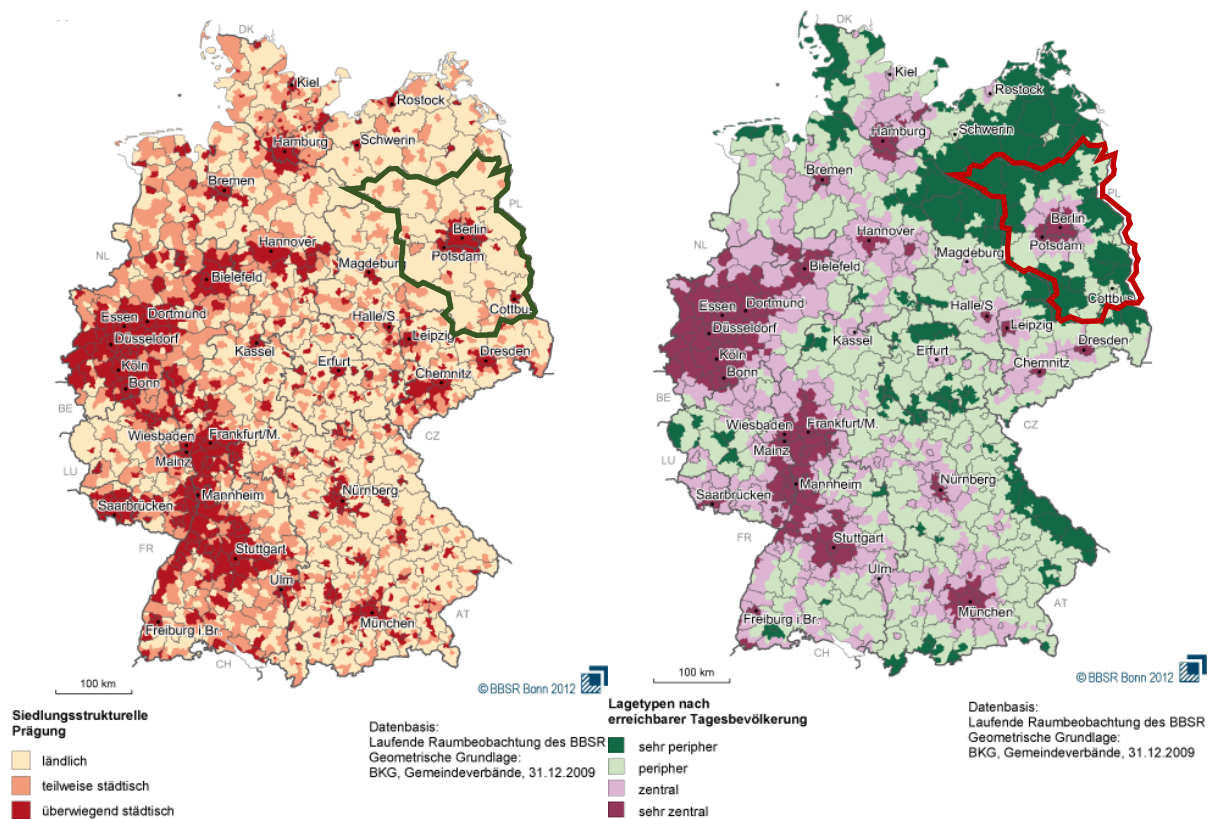 DK
Kiel
Rostock
Hamburg
Schwerin
Bremen
PL
Berlin
Potsdam
Hannover
Magdeburg
NL
Bielefeld
Cottbus
Essen
Dortmund
Halle/S.
Düsseldorf
Leipzig
Kassel
Dresden
Köln
Erfurt
Chemnitz
Bonn
BE
Wiesbaden
Frankfurt/M.
CZ
LU
Mainz
Mannheim
Nürnberg
Saarbrücken
FR
Stuttgart
Ulm
AT
München
Freiburg i.Br.
CH
100 km
©BBSR Bonn 2012
Siedlungsstrukturelle
Prägung
ländlich
teilweise städtisch
überwiegend städtisch
Datenbasis:
Laufende Raumbeobachtung des BBSR
Geometrische Grundlage:
BKG, Gemeindeverbände, 31.12.2009
DK
Kiel
Rostock
Hamburg
Schwerin
Bremen
PL
Berlin
Potsdam
Hannover
NL
Magdeburg
Bielefeld
Cottbus
Essen
Dortmund
Halle/S
Düsseldorf
Leipzig
Kassel
Dresden
Köln
Erfurt
Chemnitz
Bonn
BE
Wiesbaden
Frankfurt/M.
CZ
LU
Mainz
Mannheim
Nürnberg
Saarbrücken
FR
Stuttgart
Ulm
AT
München
Freiburg i.Br.
CH
100 km
©BBSR Bonn 2012
Lagetypen nach
erreichbarer Tagesbevölkerung
sehr peripher
peripher
zentral
sehr zentral
Datenbasis:
Laufende Raumbeobachtung des BBSR
Geometrische Grundlage:
BKG, Gemeindeverbände, 31.12.2009